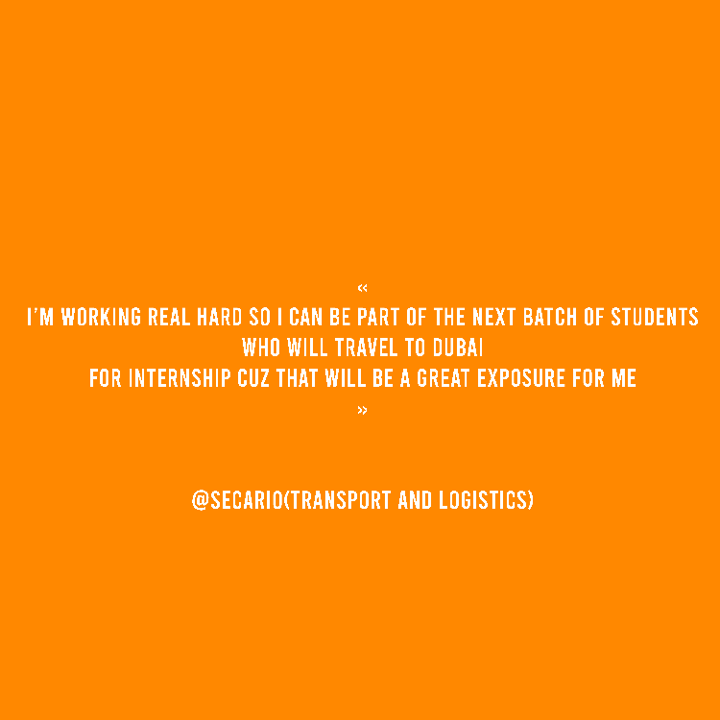 «
I'M WORKING REAL HARD SO I CAN BE PART OF THE NEXT BATCH OF STUDENTS
WHO WILL TRAVEL TO DUBAI
FOR INTERNSHIP CUZ THAT WILL BE A GREAT EXPOSURE FOR ME
»
@SECARIO(TRANSPORT AND LOGISTICS)